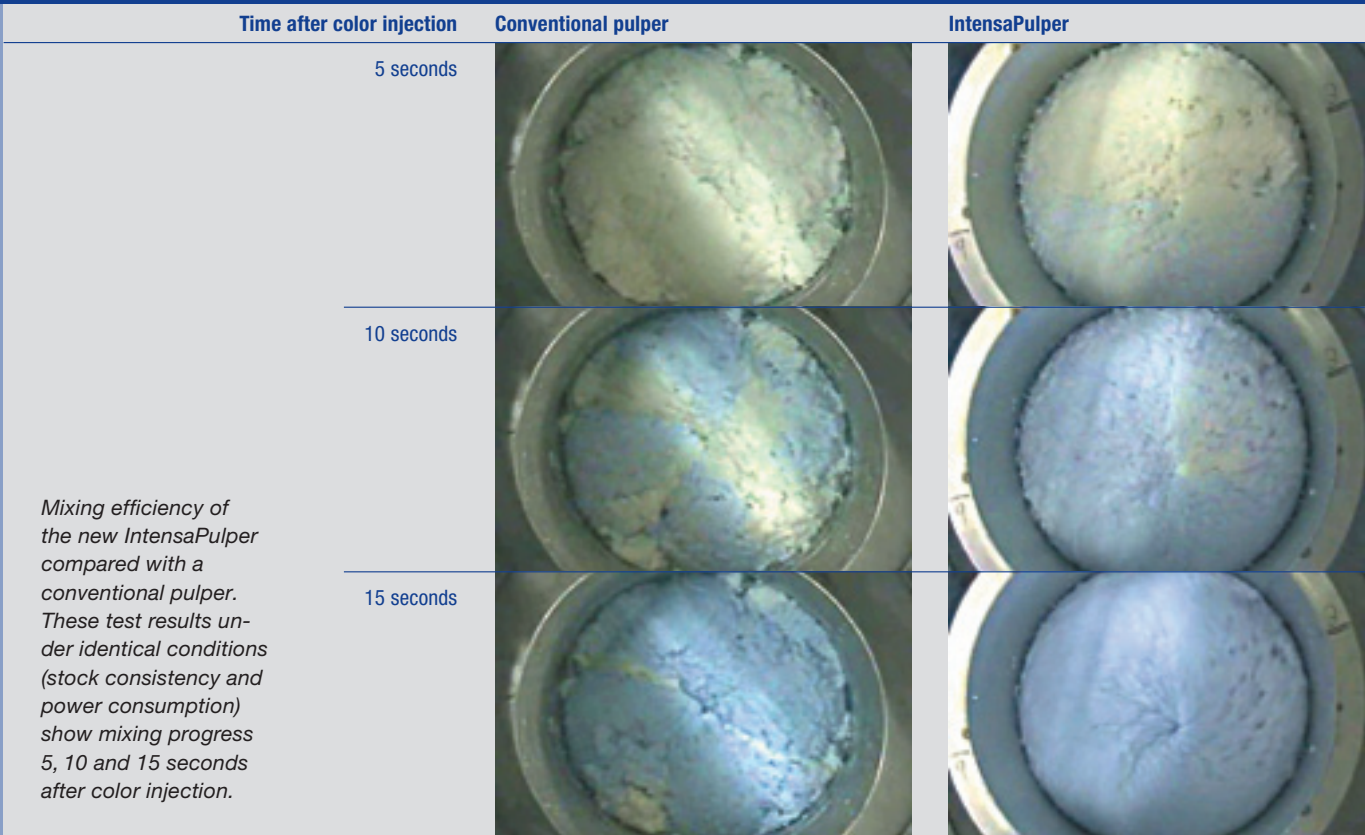 Time after color injection
Conventional pulper
IntensaPulper
5 seconds
10 seconds
15 seconds
Mixing efficiency of
the new IntensaPulper
compared with a
conventional pulper.
These test results un-
der identical conditions
(stock consistency and
power consumption)
show mixing progress
5, 10 and 15 seconds
after color injection.